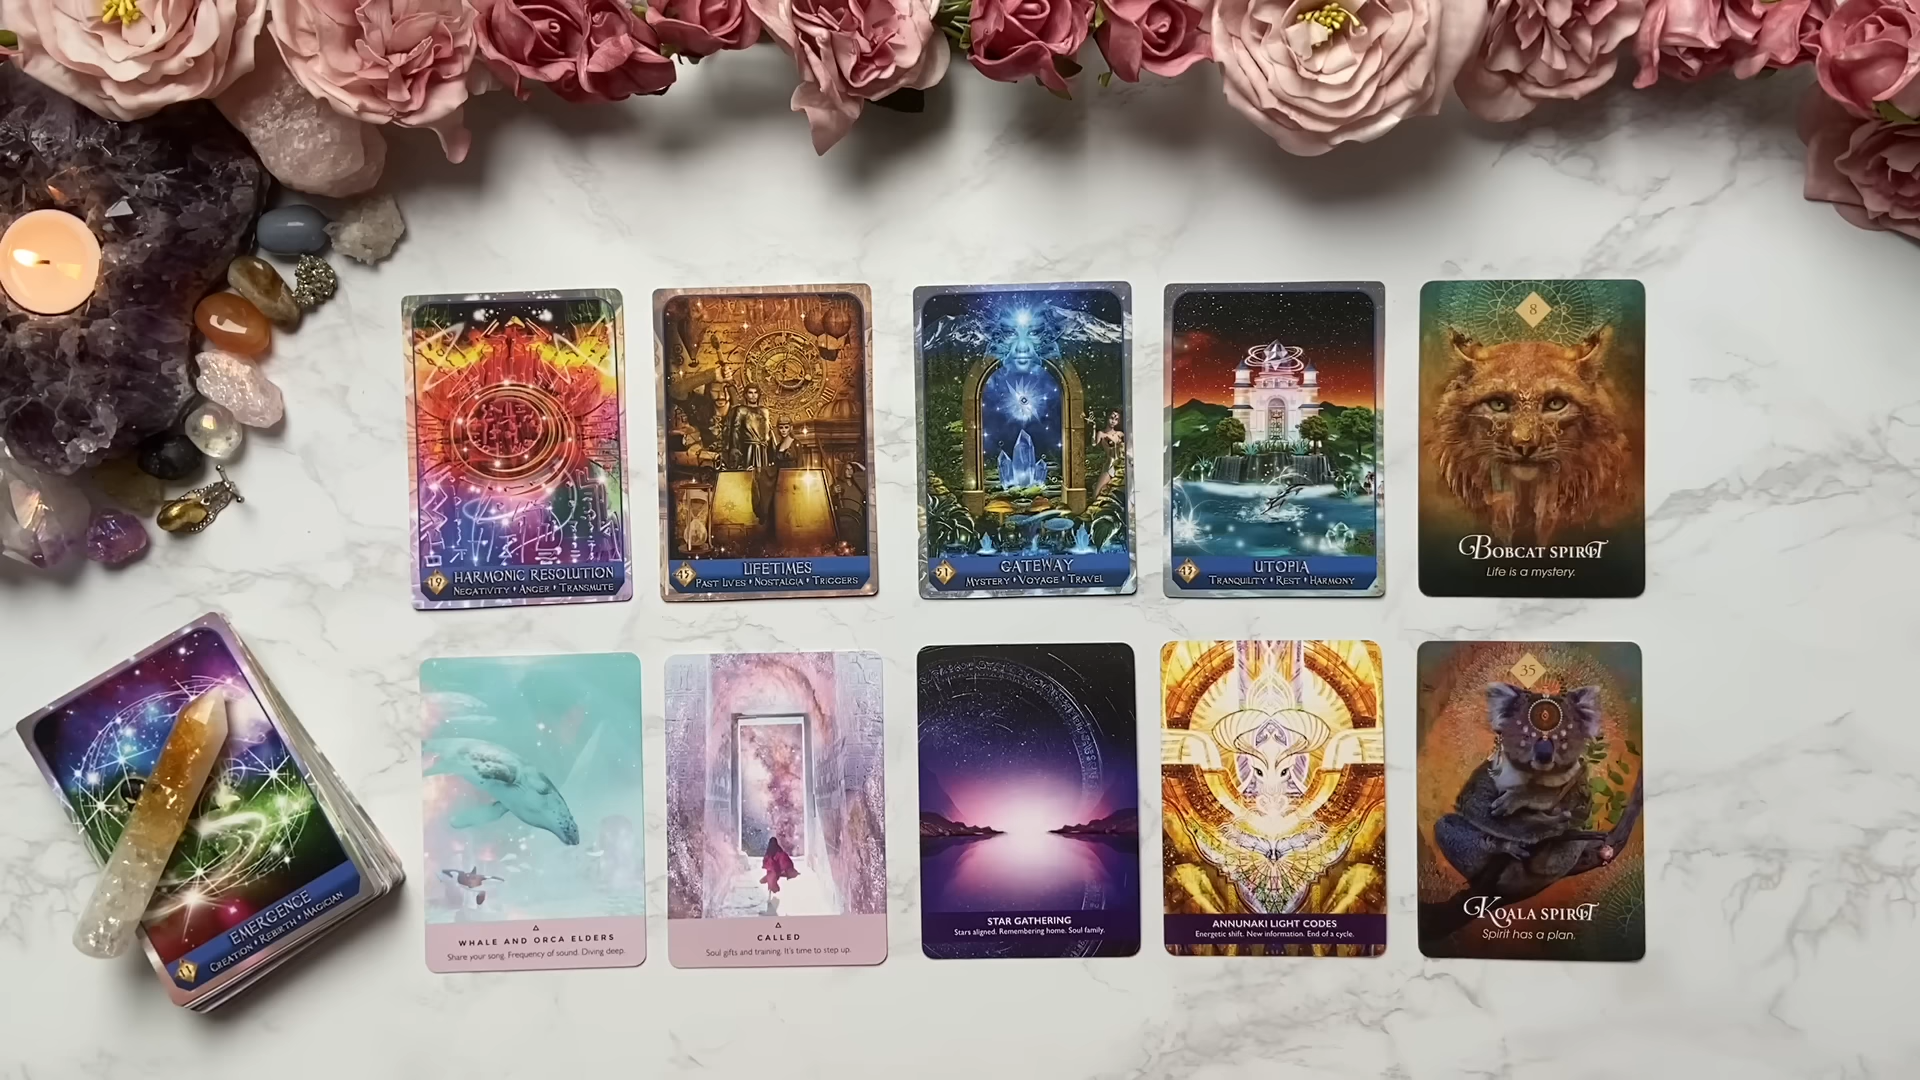 19
HARMONIC RESOLUTION
NEGATIVITY ♦ ANGER ♦ TRANSMUTE
45
LIFETIMES
PAST LIVES ♦ NOSTALGIA ♦ TRIGGERS
51
GATEWAY
MYSTERY ♦ VOYAGE ♦ TRAVEL
UTOPIA
TRANQUILITY ♦ REST ♦ HARMONY
8
BOBCAT SPIRIT
Life is a mystery.
11
EMERGENCE
CREATION ♦ REBIRTH ♦ MAGICIAN
WHALE AND ORCA ELDERS
Share your song. Frequency of sound. Diving deep.
CALLED
Soul gifts and training. It's time to step up.
STAR GATHERING
Stars aligned. Remembering home. Soul family.
ANNUNAKI LIGHT CODES
Energetic shift. New information. End of a cycle.
35
KOALA SPIRIT
Spirit has a plan.